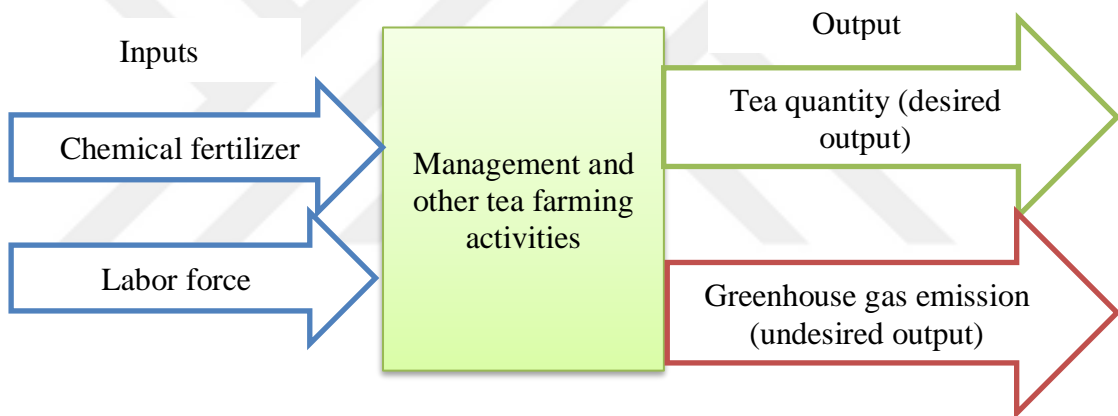 Inputs
Chemical fertilizer
Labor force
Management and
other tea farming
activities
Output
Tea quantity (desired
output)
Greenhouse gas emission
(undesired output)